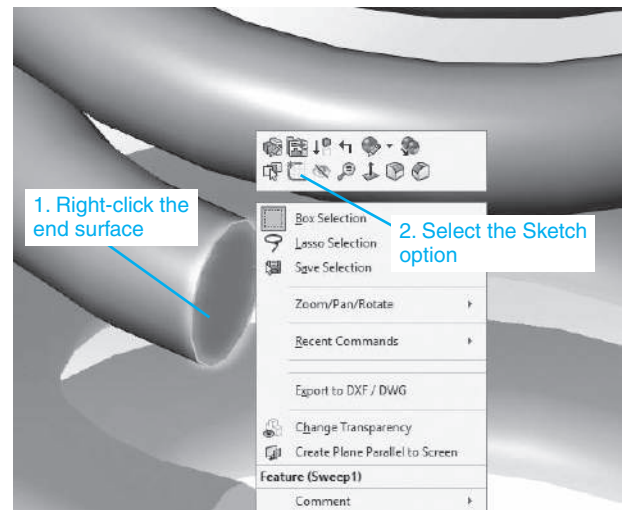 1. Right-click the
end surface
Box Selection
2. Select the Sketch
option
Lasso Selection
Save Selection
Zoom/Pan/Rotate
Recent Commands
Export to DXF / DWG
Change Transparency
Create Plane Parallel to Screen
Feature (Sweep1)
Comment